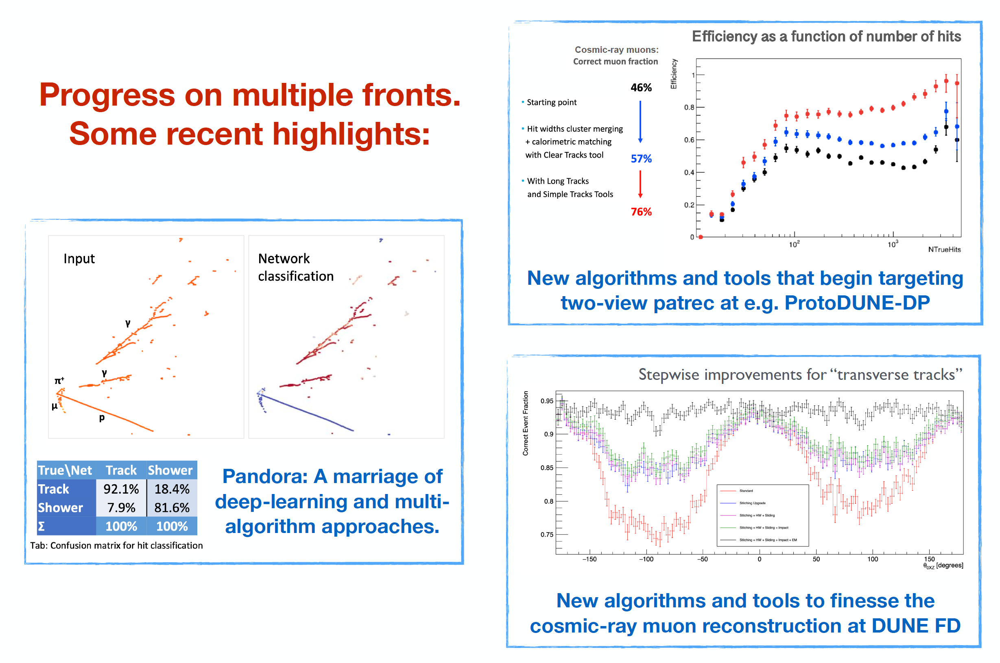 Progress on multiple fronts.
Some recent highlights:
Input
Network
classification
γ
γ
π⁺
μ
p
True\Net Track Shower
Track 92.1% 18.4%
Shower 7.9% 81.6%
Σ 100% 100%
Tab: Confusion matrix for hit classification
Pandora: A marriage of
deep-learning and multi-
algorithm approaches.
Efficiency as a function of number of hits
Cosmic-ray muons:
Correct muon fraction
46%
• Starting point
• Hit widths cluster merging
+ calorimetric matching
with Clear Tracks tool
57%
• With Long Tracks
and Simple Tracks Tools
76%
Efficiency
1
0.8
0.6
0.4
0.2
0
10²
10³
NTrueHits
New algorithms and tools that begin targeting
two-view patrec at e.g. ProtoDUNE-DP
Stepwise improvements for “transverse tracks”
Correct Event Fraction
0.95
0.9
0.85
0.8
0.75
Standard
Stitching Upgrade
Stitching + HW + Sliding
Stitching + HW + Sliding + Impact
Stitching + HW + Sliding + Impact + EM
−150 −100 −50 0 50 100 150
θ₀XZ [degrees]
New algorithms and tools to finesse the
cosmic-ray muon reconstruction at DUNE FD